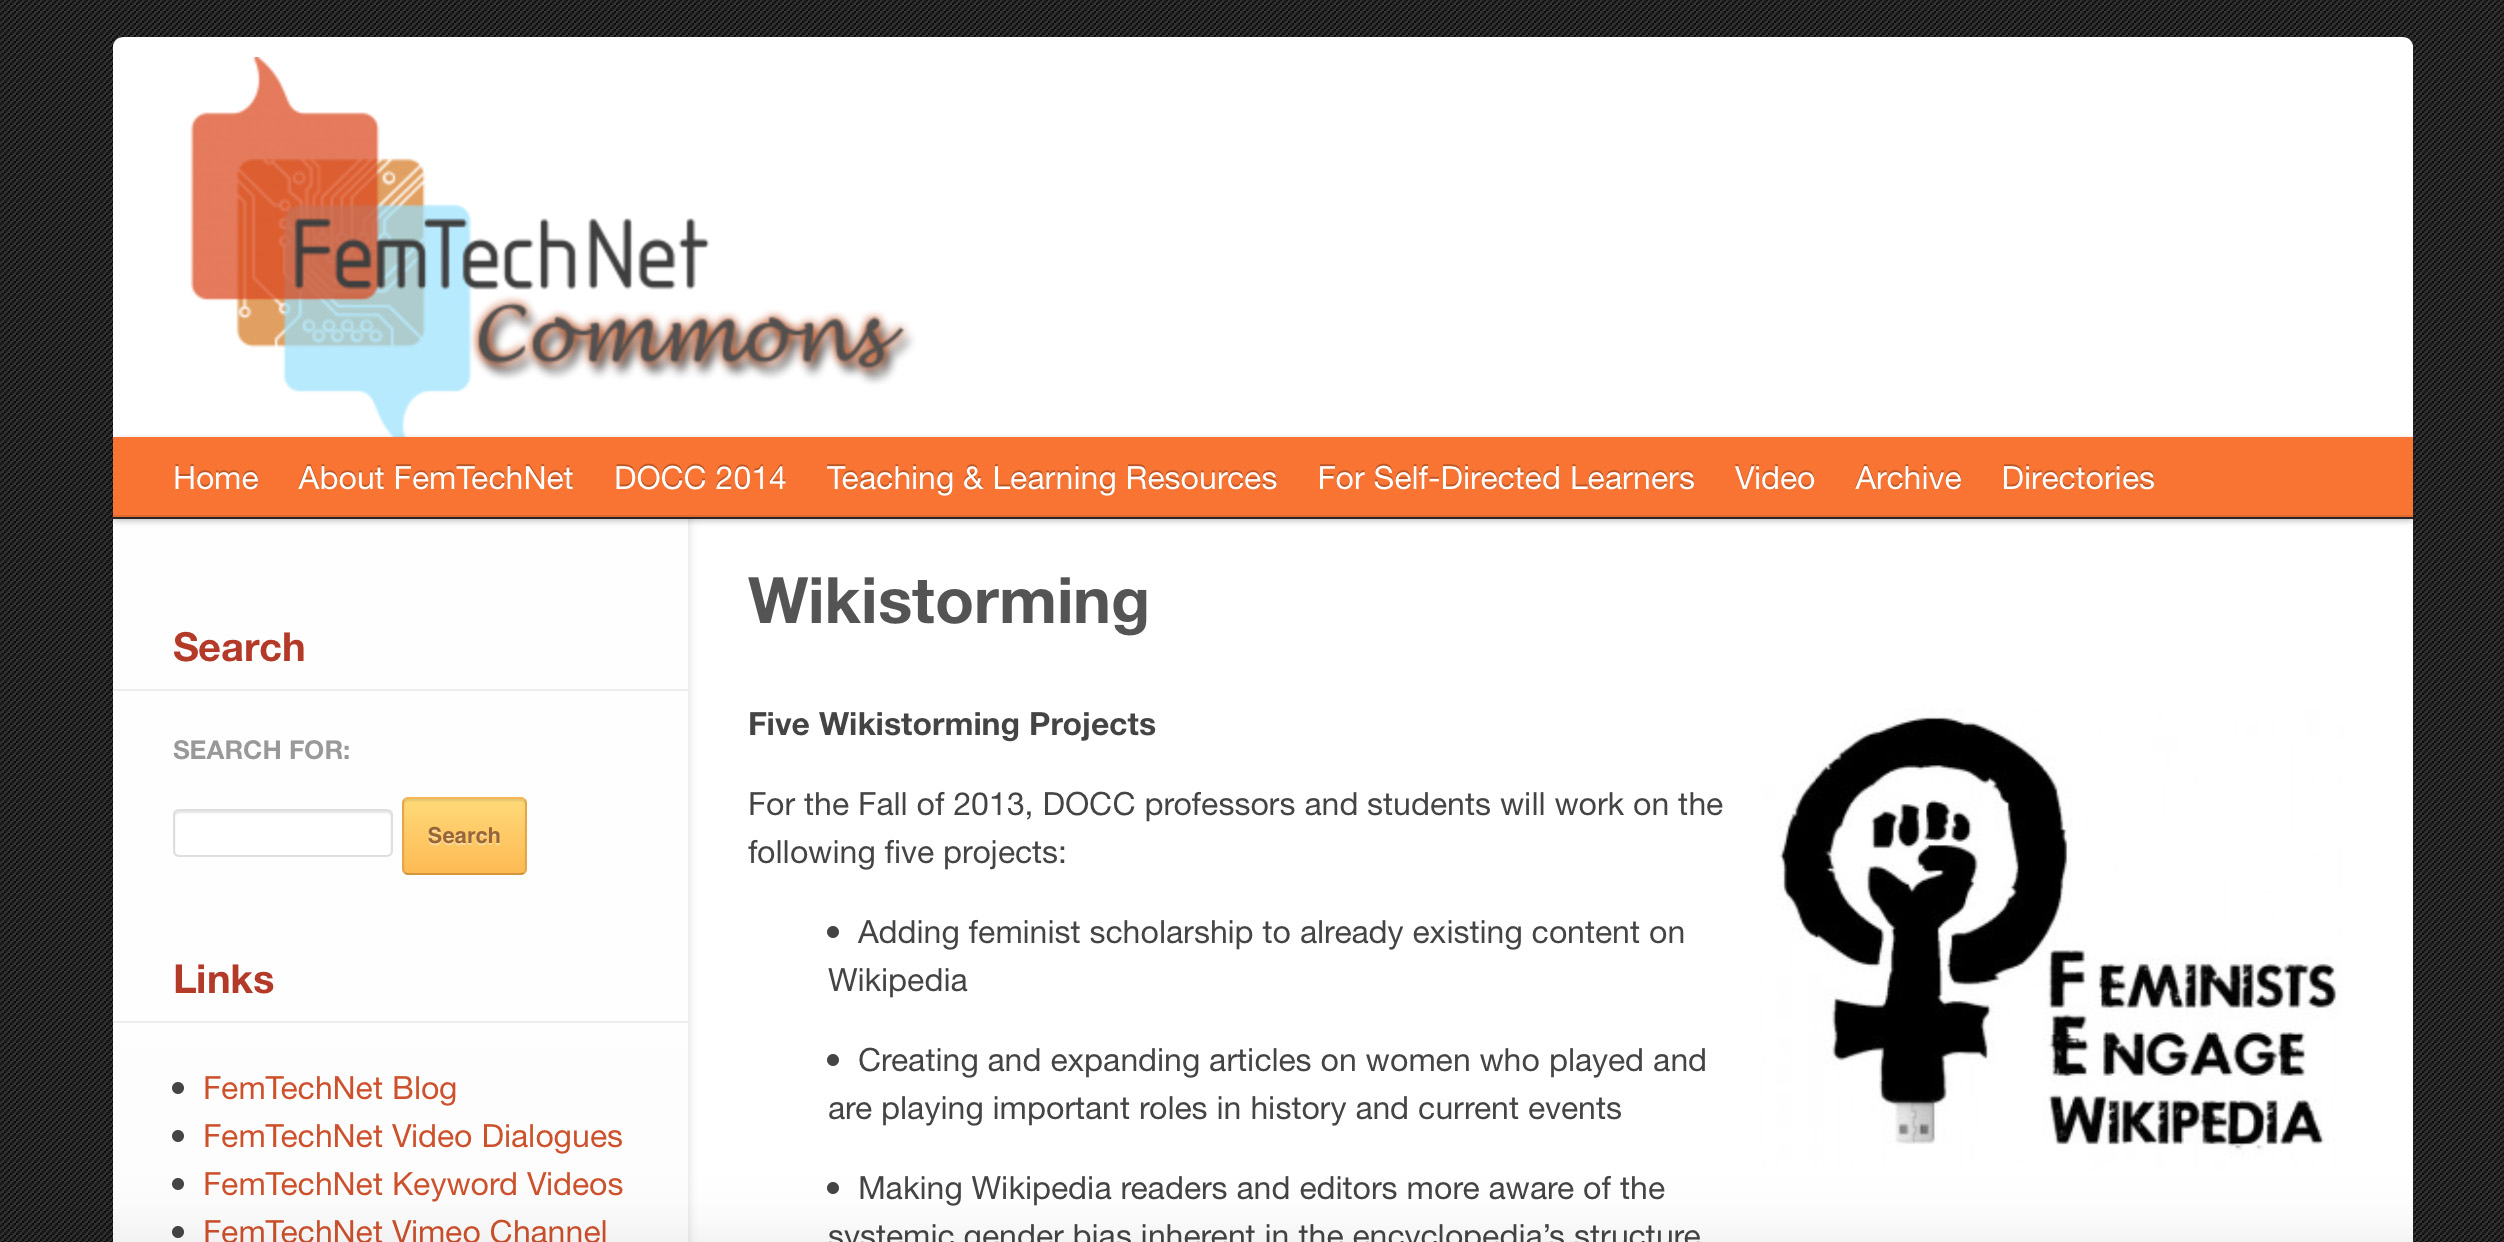 FemTechNet
Commons
Home About FemTechNet DOCC 2014 Teaching & Learning Resources For Self-Directed Learners Video Archive Directories
Search
SEARCH FOR:
Search
Links
• FemTechNet Blog
• FemTechNet Video Dialogues
• FemTechNet Keyword Videos
• FemTechNet Vimeo Channel
Wikistorming
Five Wikistorming Projects
For the Fall of 2013, DOCC professors and students will work on the
following five projects:
• Adding feminist scholarship to already existing content on
Wikipedia
• Creating and expanding articles on women who played and
are playing important roles in history and current events
• Making Wikipedia readers and editors more aware of the
systemic gender bias inherent in the encyclopedia’s structure
FEMINISTS
ENGAGE
WIKIPEDIA